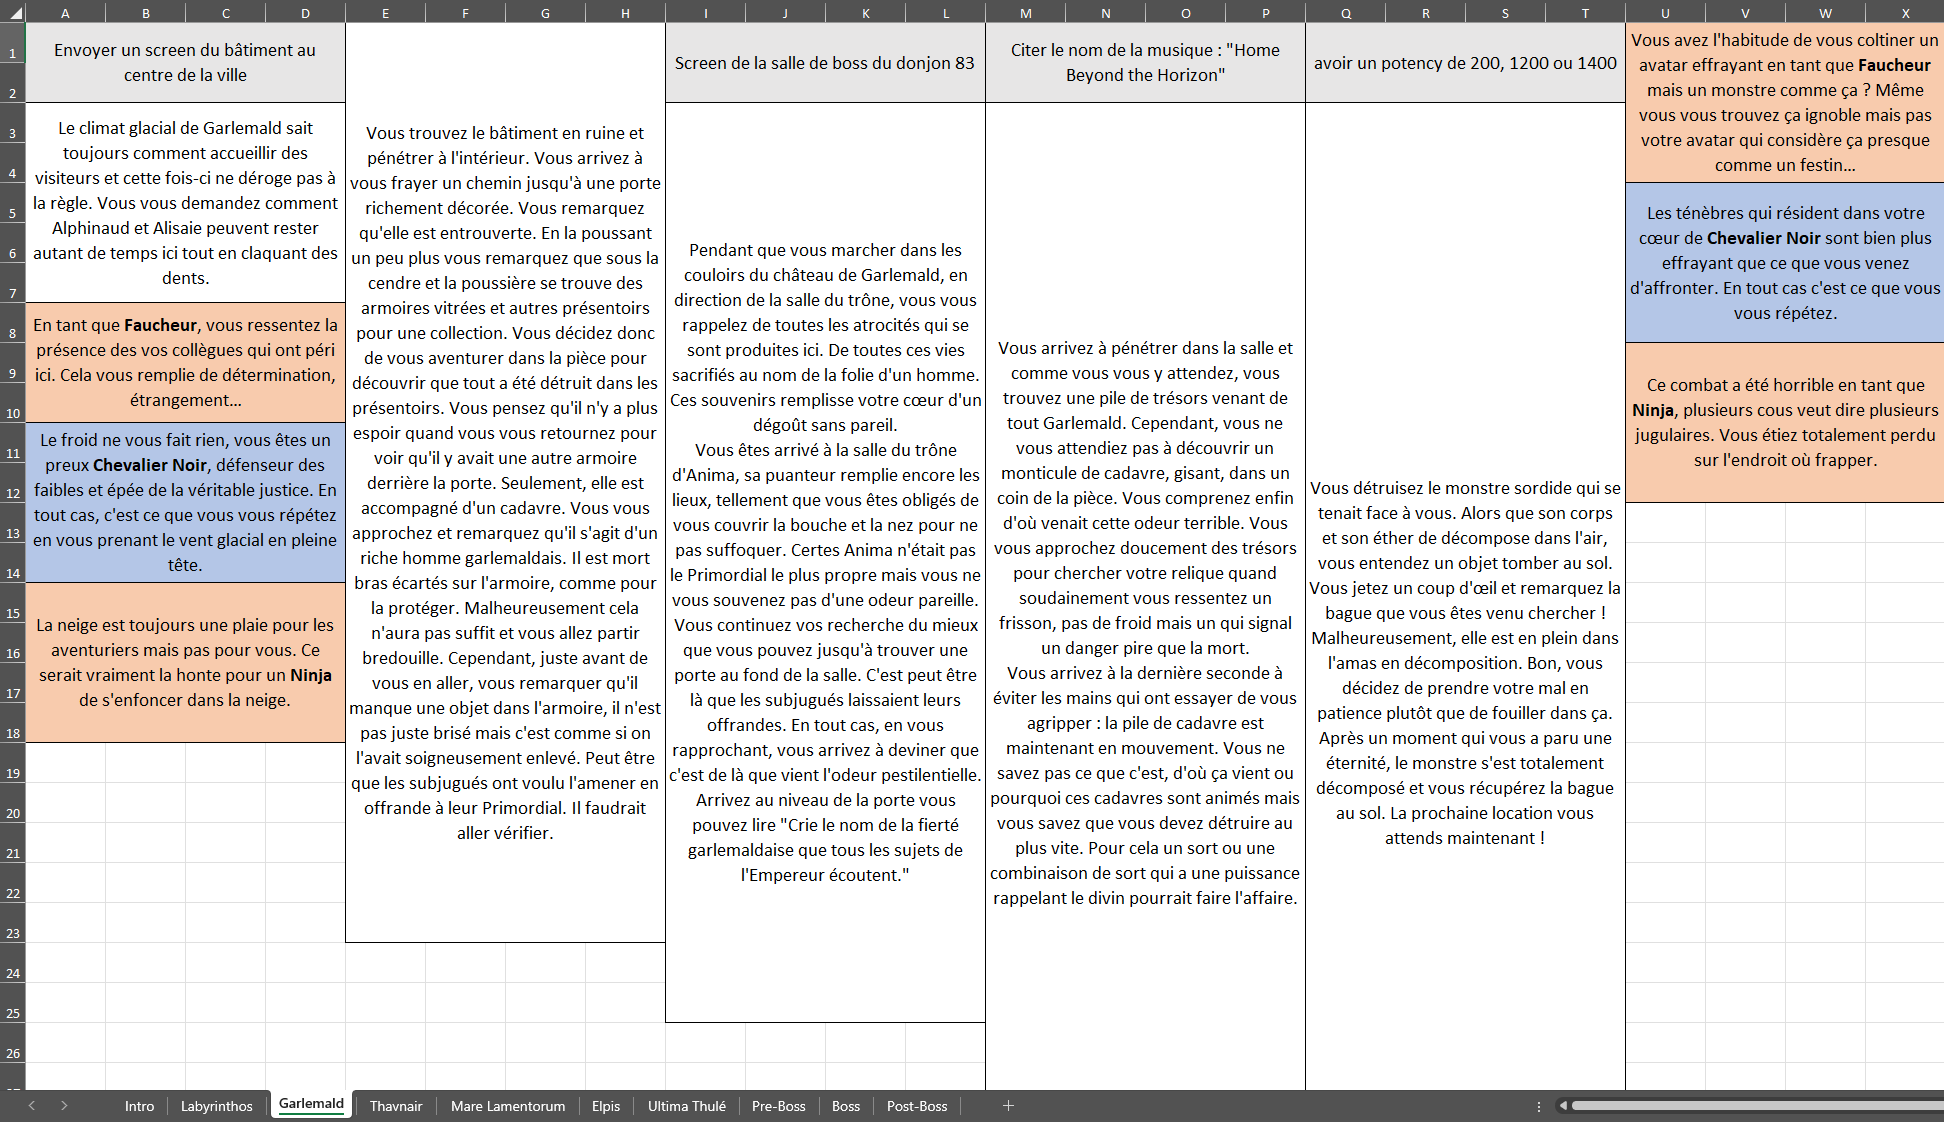 A B C D E F G H I J K L M N O P Q R S T U V W X
1
2
3
4
5
6
7
8
9
10
11
12
13
14
15
16
17
18
19
20
21
22
23
24
25
26
Envoyer un screen du bâtiment au
centre de la ville
Le climat glacial de Garlemald sait
toujours comment accueillir des
visiteurs et cette fois-ci ne déroge pas à
la règle. Vous vous demandez comment
Alphinaud et Alisaie peuvent rester
autant de temps ici tout en claquant des
dents.
En tant que Faucheur, vous ressentez la
présence des vos collègues qui ont péri
ici. Cela vous remplie de détermination,
étrangement...
Le froid ne vous fait rien, vous êtes un
preux Chevalier Noir, défenseur des
faibles et épée de la véritable justice. En
tout cas, c'est ce que vous vous répétez
en vous prenant le vent glacial en pleine
tête.
La neige est toujours une plaie pour les
aventuriers mais pas pour vous. Ce
serait vraiment la honte pour un Ninja
de s'enfoncer dans la neige.
Vous trouvez le bâtiment en ruine et
pénétrer à l'intérieur. Vous arrivez à
vous frayer un chemin jusqu'à une porte
richement décorée. Vous remarquez
qu'elle est entrouverte. En la poussant
un peu plus vous remarquez que sous la
cendre et la poussière se trouve des
armoires vitrées et autres présentoirs
pour une collection. Vous décidez donc
de vous aventurer dans la pièce pour
découvrir que tout a été détruit dans les
présentoirs. Vous pensez qu'il n'y a plus
espoir quand vous vous retournez pour
voir qu'il y avait une autre armoire
derrière la porte. Seulement, elle est
accompagné d'un cadavre. Vous vous
approchez et remarquez qu'il s'agit d'un
riche homme garlemaldais. Il est mort
bras écartés sur l'armoire, comme pour
la protéger. Malheureusement cela
n'aura pas suffit et vous allez partir
bredouille. Cependant, juste avant de
vous en aller, vous remarquer qu'il
manque une objet dans l'armoire, il n'est
pas juste brisé mais c'est comme si on
l'avait soigneusement enlevé. Peut être
que les subjugués ont voulu l'amener en
offrande à leur Primordial. Il faudrait
aller vérifier.
Screen de la salle de boss du donjon 83
Pendant que vous marcher dans les
couloirs du château de Garlemald, en
direction de la salle du trône, vous vous
rappelez de toutes les atrocités qui se
sont produites ici. De toutes ces vies
sacrifiés au nom de la folie d'un homme.
Ces souvenirs remplisse votre cœur d'un
dégoût sans pareil.
Vous êtes arrivé à la salle du trône
d'Anima, sa puanteur remplie encore les
lieux, tellement que vous êtes obligés de
vous couvrir la bouche et la nez pour ne
pas suffoquer. Certes Anima n'était pas
le Primordial le plus propre mais vous ne
vous souvenez pas d'une odeur pareille.
Vous continuez vos recherche du mieux
que vous pouvez jusqu'à trouver une
porte au fond de la salle. C'est peut être
là que les subjugués laissaient leurs
offrandes. En tout cas, en vous
rapprochant, vous arrivez à deviner que
c'est de là que vient l'odeur pestilentielle.
Arrivez au niveau de la porte vous
pouvez lire "Crie le nom de la fierté
garlemaldaise que tous les sujets de
l'Empereur écoutent."
Citer le nom de la musique : "Home
Beyond the Horizon"
Vous arrivez à pénétrer dans la salle et
comme vous vous y attendez, vous
trouvez une pile de trésors venant de
tout Garlemald. Cependant, vous ne
vous attendiez pas à découvrir un
monticule de cadavre, gisant, dans un
coin de la pièce. Vous comprenez enfin
d'où venait cette odeur terrible. Vous
vous approchez doucement des trésors
pour chercher votre relique quand
soudainement vous ressentez un
frisson, pas de froid mais un qui signal
un danger pire que la mort.
Vous arrivez à la dernière seconde à
éviter les mains qui ont essayer de vous
agripper : la pile de cadavre est
maintenant en mouvement. Vous ne
savez pas ce que c'est, d'où ça vient ou
pourquoi ces cadavres sont animés mais
vous savez que vous devez détruire au
plus vite. Pour cela un sort ou une
combinaison de sort qui a une puissance
rappelant le divin pourrait faire l'affaire.
avoir un potency de 200, 1200 ou 1400
Vous détruisez le monstre sordide qui se
tenait face à vous. Alors que son corps
et son éther de décompose dans l'air,
vous entendez un objet tomber au sol.
Vous jetez un coup d'œil et remarquez la
bague que vous êtes venu chercher !
Malheureusement, elle est en plein dans
l'amas en décomposition. Bon, vous
décidez de prendre votre mal en
patience plutôt que de fouiller dans ça.
Après un moment qui vous a paru une
éternité, le monstre s'est totalement
décomposé et vous récupérez la bague
au sol. La prochaine location vous
attends maintenant !
Vous avez l'habitude de vous coltiner un
avatar effrayant en tant que Faucheur
mais un monstre comme ça ? Même
vous vous trouvez ça ignoble mais pas
votre avatar qui considère ça presque
comme un festin...
Les ténèbres qui résident dans votre
cœur de Chevalier Noir sont bien plus
effrayant que ce que vous venez
d'affronter. En tout cas c'est ce que vous
vous répétez.
Ce combat a été horrible en tant que
Ninja, plusieurs cous veut dire plusieurs
jugulaires. Vous étiez totalement perdu
sur l'endroit où frapper.
Intro Labyrinthos Garlemald Thavnair Mare Lamentorum Elpis Ultima Thulé Pre-Boss Boss Post-Boss